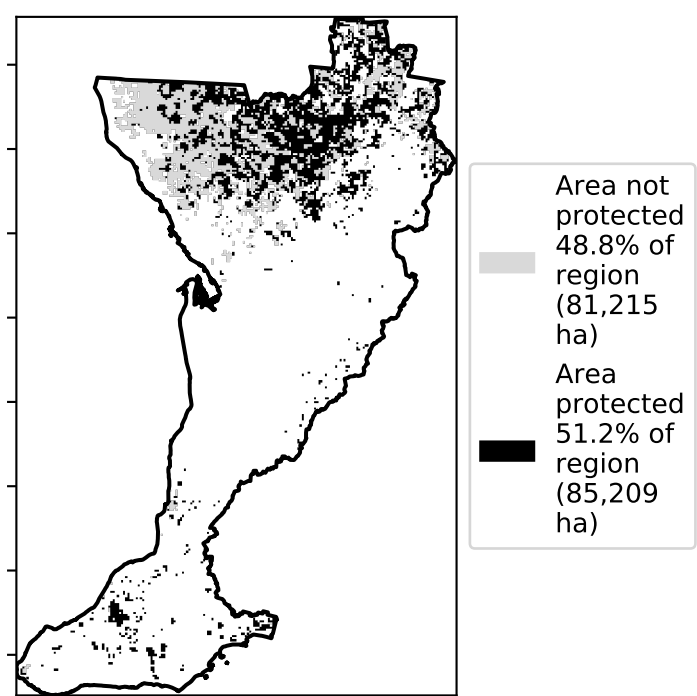 Area not
protected
48.8% of
region
(81,215
ha)
Area
protected
51.2% of
region
(85,209
ha)